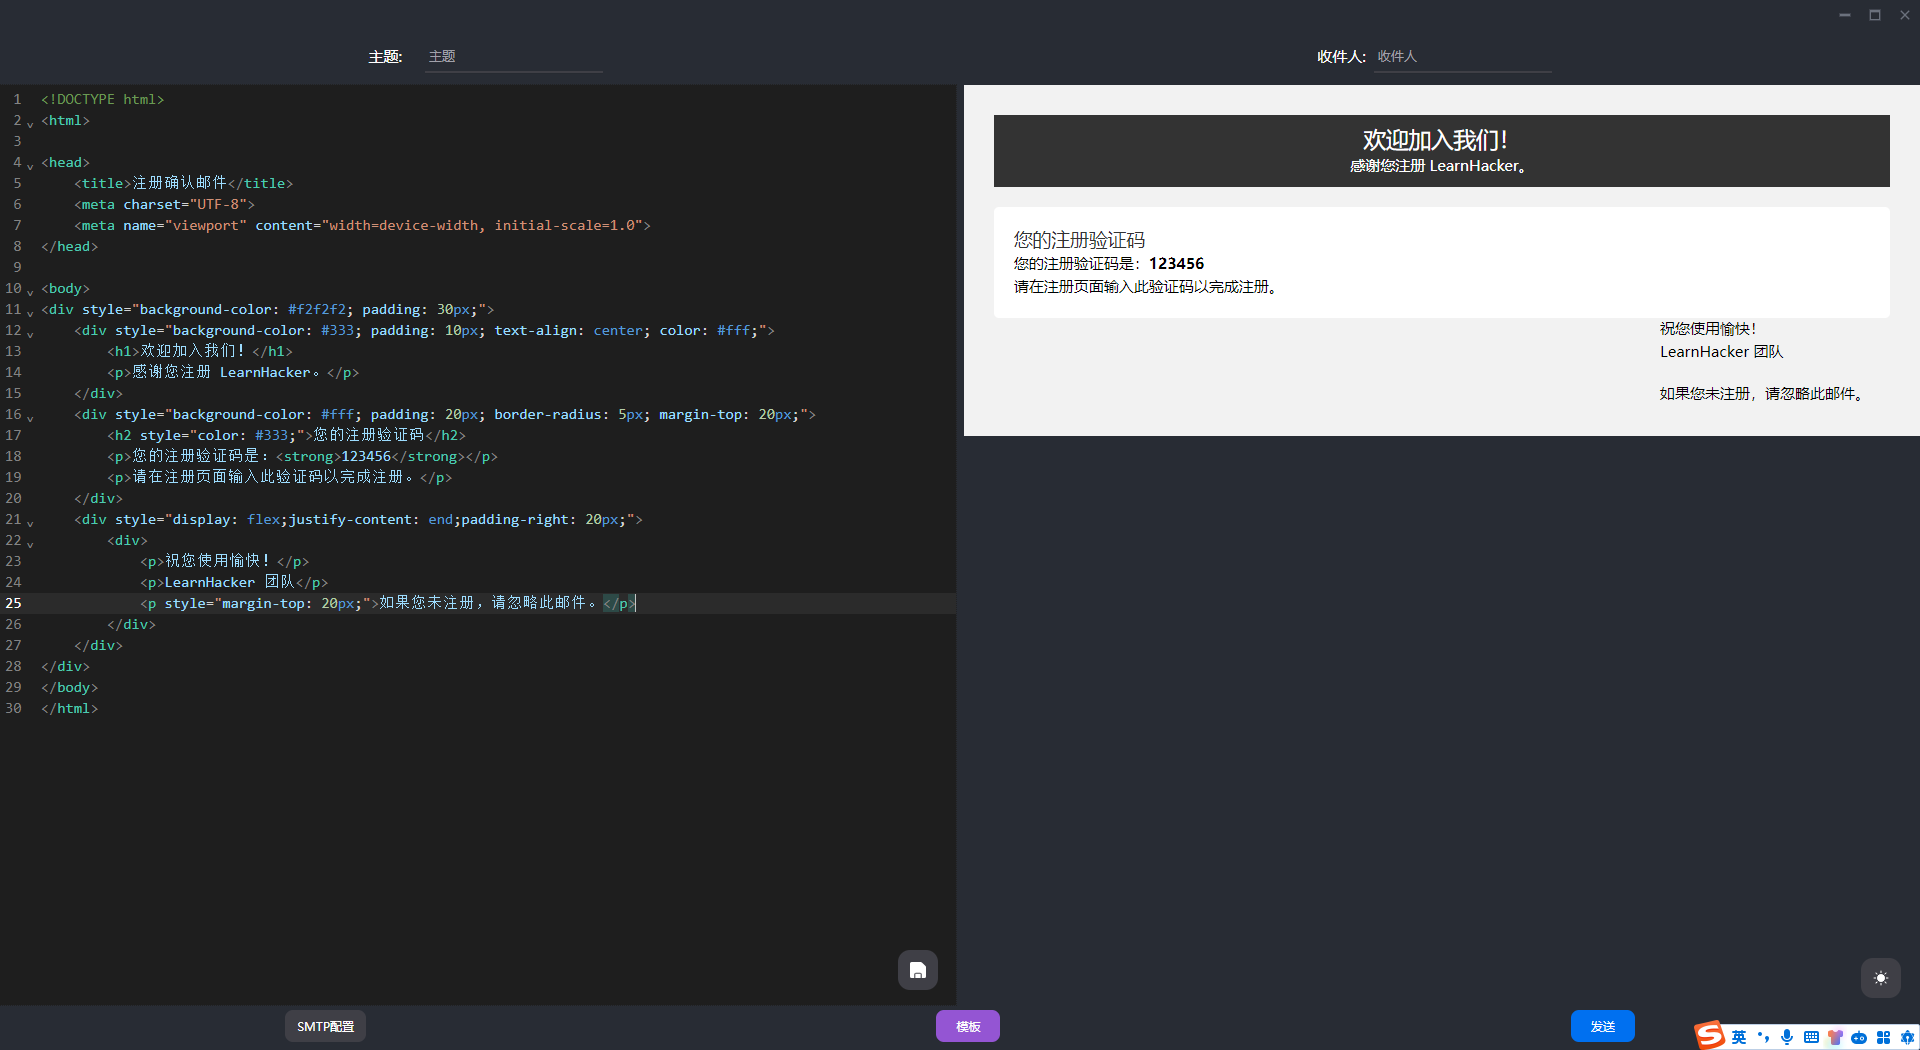 主题: 主题
收件人: 收件人
1 <!DOCTYPE html>
2 <html>
3
4 <head>
5 <title>注册确认邮件</title>
6 <meta charset="UTF-8">
7 <meta name="viewport" content="width=device-width, initial-scale=1.0">
8 </head>
9
10 <body>
11 <div style="background-color: #f2f2f2; padding: 30px;">
12 <div style="background-color: #333; padding: 10px; text-align: center; color: #fff;">
13 <h1>欢迎加入我们！</h1>
14 <p>感谢您注册 LearnHacker。</p>
15 </div>
16 <div style="background-color: #fff; padding: 20px; border-radius: 5px; margin-top: 20px;">
17 <h2 style="color: #333;">您的注册验证码</h2>
18 <p>您的注册验证码是：<strong>123456</strong></p>
19 <p>请在注册页面输入此验证码以完成注册。</p>
20 </div>
21 <div style="display: flex;justify-content: end;padding-right: 20px;">
22 <div>
23 <p>祝您使用愉快！</p>
24 <p>LearnHacker 团队</p>
25 <p style="margin-top: 20px;">如果您未注册，请忽略此邮件。</p>
26 </div>
27 </div>
28 </div>
29 </body>
30 </html>
欢迎加入我们！
感谢您注册 LearnHacker。
您的注册验证码
您的注册验证码是：123456
请在注册页面输入此验证码以完成注册。
祝您使用愉快！
LearnHacker 团队
如果您未注册，请忽略此邮件。
SMTP配置
模板
发送
英